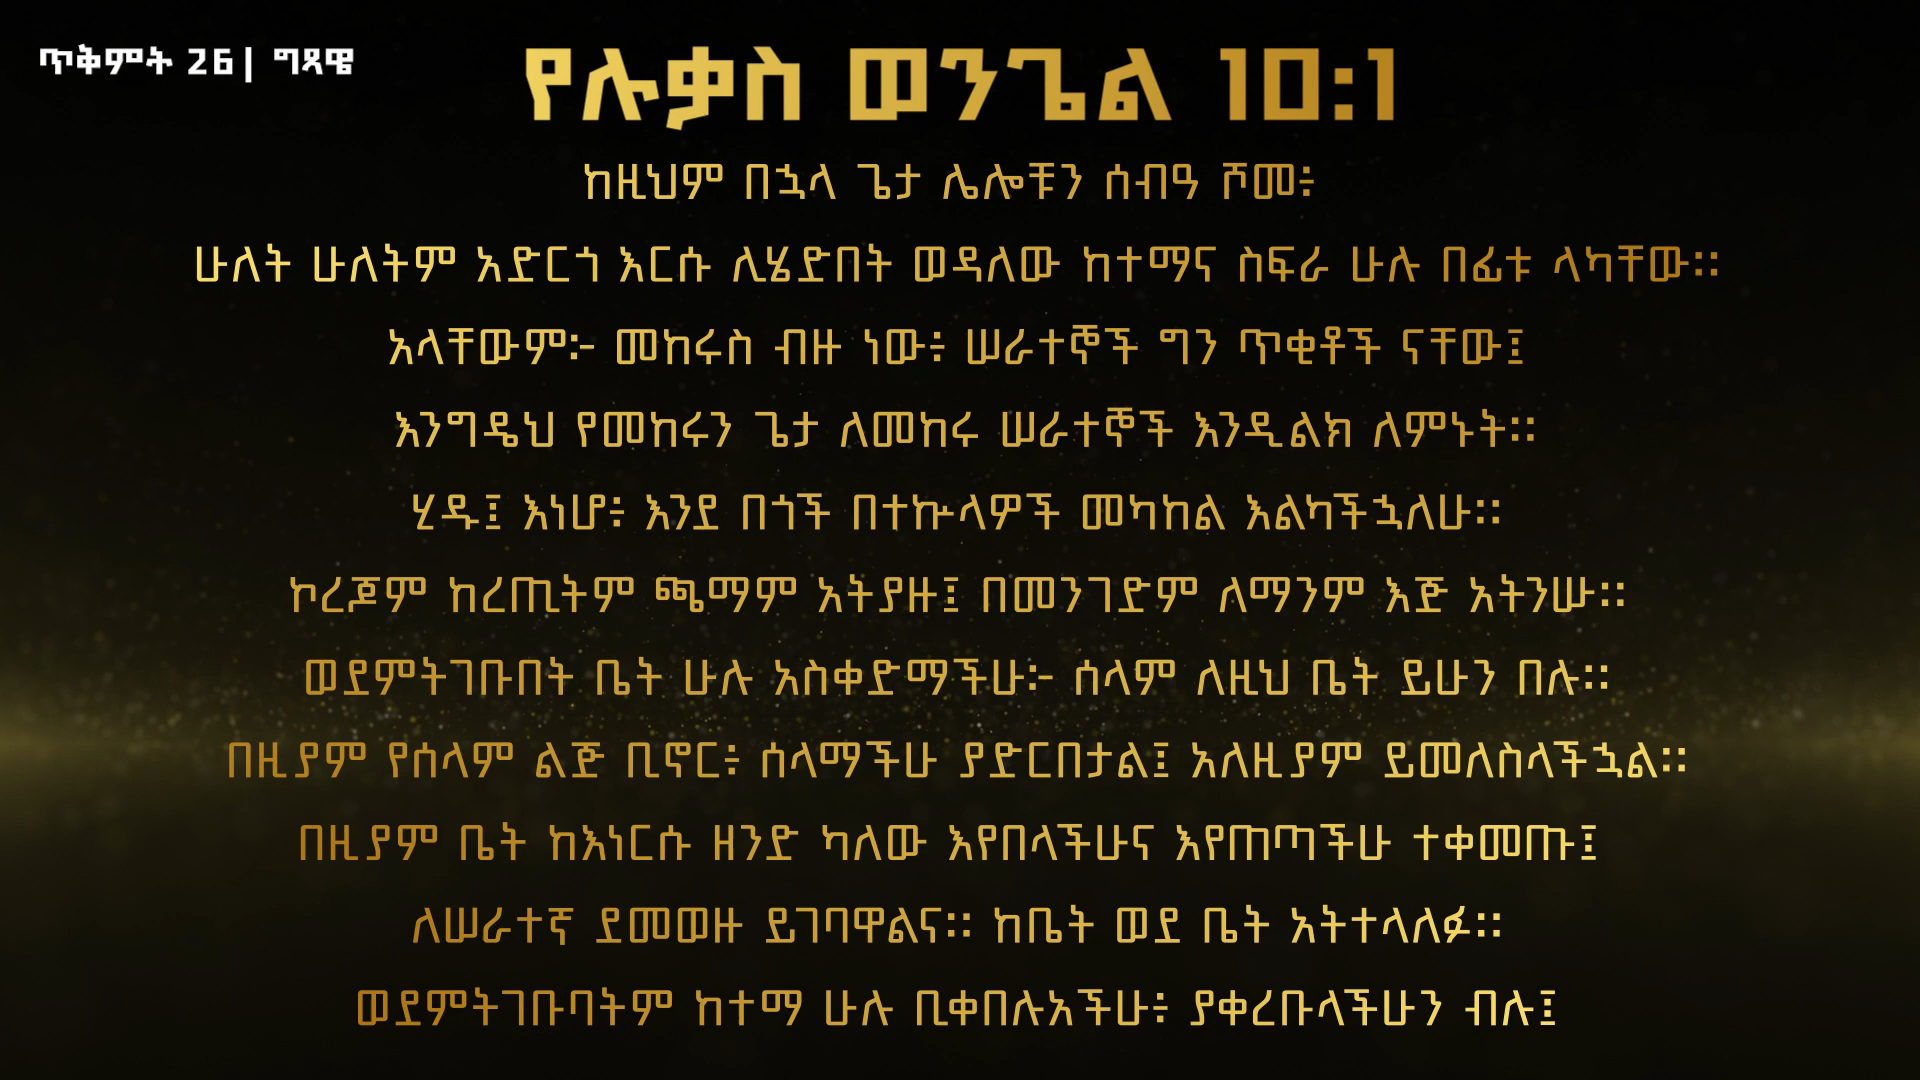 ጥቅምት 26| ግጻዌ
የሉቃስ ወንጌል 10:1
ከዚህም በኋላ ጌታ ሌሎቹን ሰብዓ ሾመ፥
ሁለት ሁለትም አድርጎ እርሱ ሊሄድበት ወዳለው ከተማና ስፍራ ሁሉ በፊቱ ላካቸው።
አላቸውም፦ መከሩስ ብዙ ነው፥ ሠራተኞች ግን ጥቂቶች ናቸው፤
እንግዴህ የመከሩን ጌታ ለመከሩ ሠራተኞች እንዲልክ ለምኑት።
ሂዱ፤ እነሆ፥ እንደ በጎች በተኵላዎች መካከል እልካችኋለሁ።
ኮረጆም ከረጢትም ጫማም አትያዙ፤ በመንገድም ለማንም እጅ አትንሡ።
ወደምትገቡበት ቤት ሁሉ አስቀድማችሁ፦ ሰላም ለዚህ ቤት ይሁን በሉ።
በዚያም የሰላም ልጅ ቢኖር፥ ሰላማችሁ ያድርበታል፤ አለዚያም ይመለስላችኋል።
በዚያም ቤት ከእነርሱ ዘንድ ካለው እየበላችሁና እየጠጣችሁ ተቀመጡ፤
ለሠራተኛ ደመወዙ ይገባዋልና። ከቤት ወደ ቤት አትተላለፉ።
ወደምትገቡባትም ከተማ ሁሉ ቢቀበሉአችሁ፥ ያቀረቡላችሁን ብሉ፤